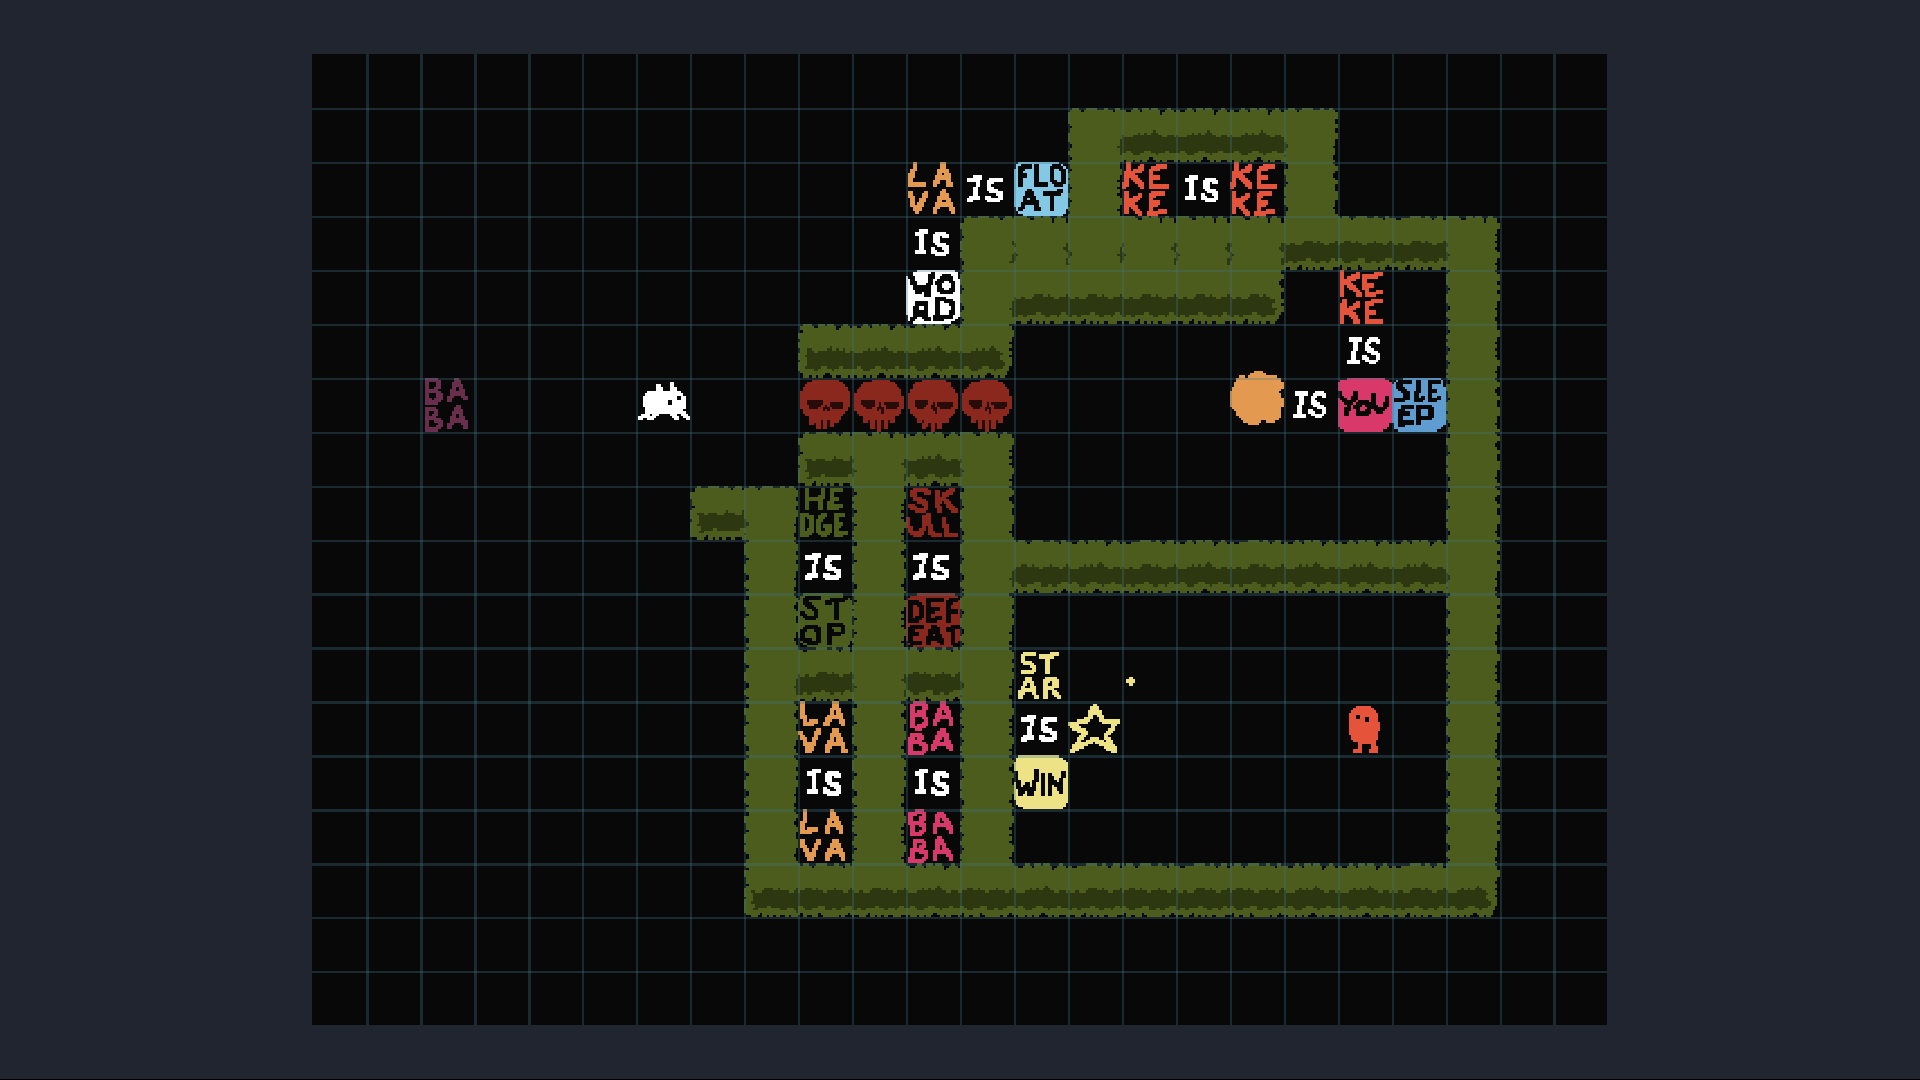 LAVA IS FLOAT KEKE IS KEKE
IS
WORD
KEKE
IS
BABA IS YOU SLEEP
HEDGE SKULL
IS IS
STOP DEFEAT
STAR
LAVA BABA IS
IS IS WIN
LAVA BABA